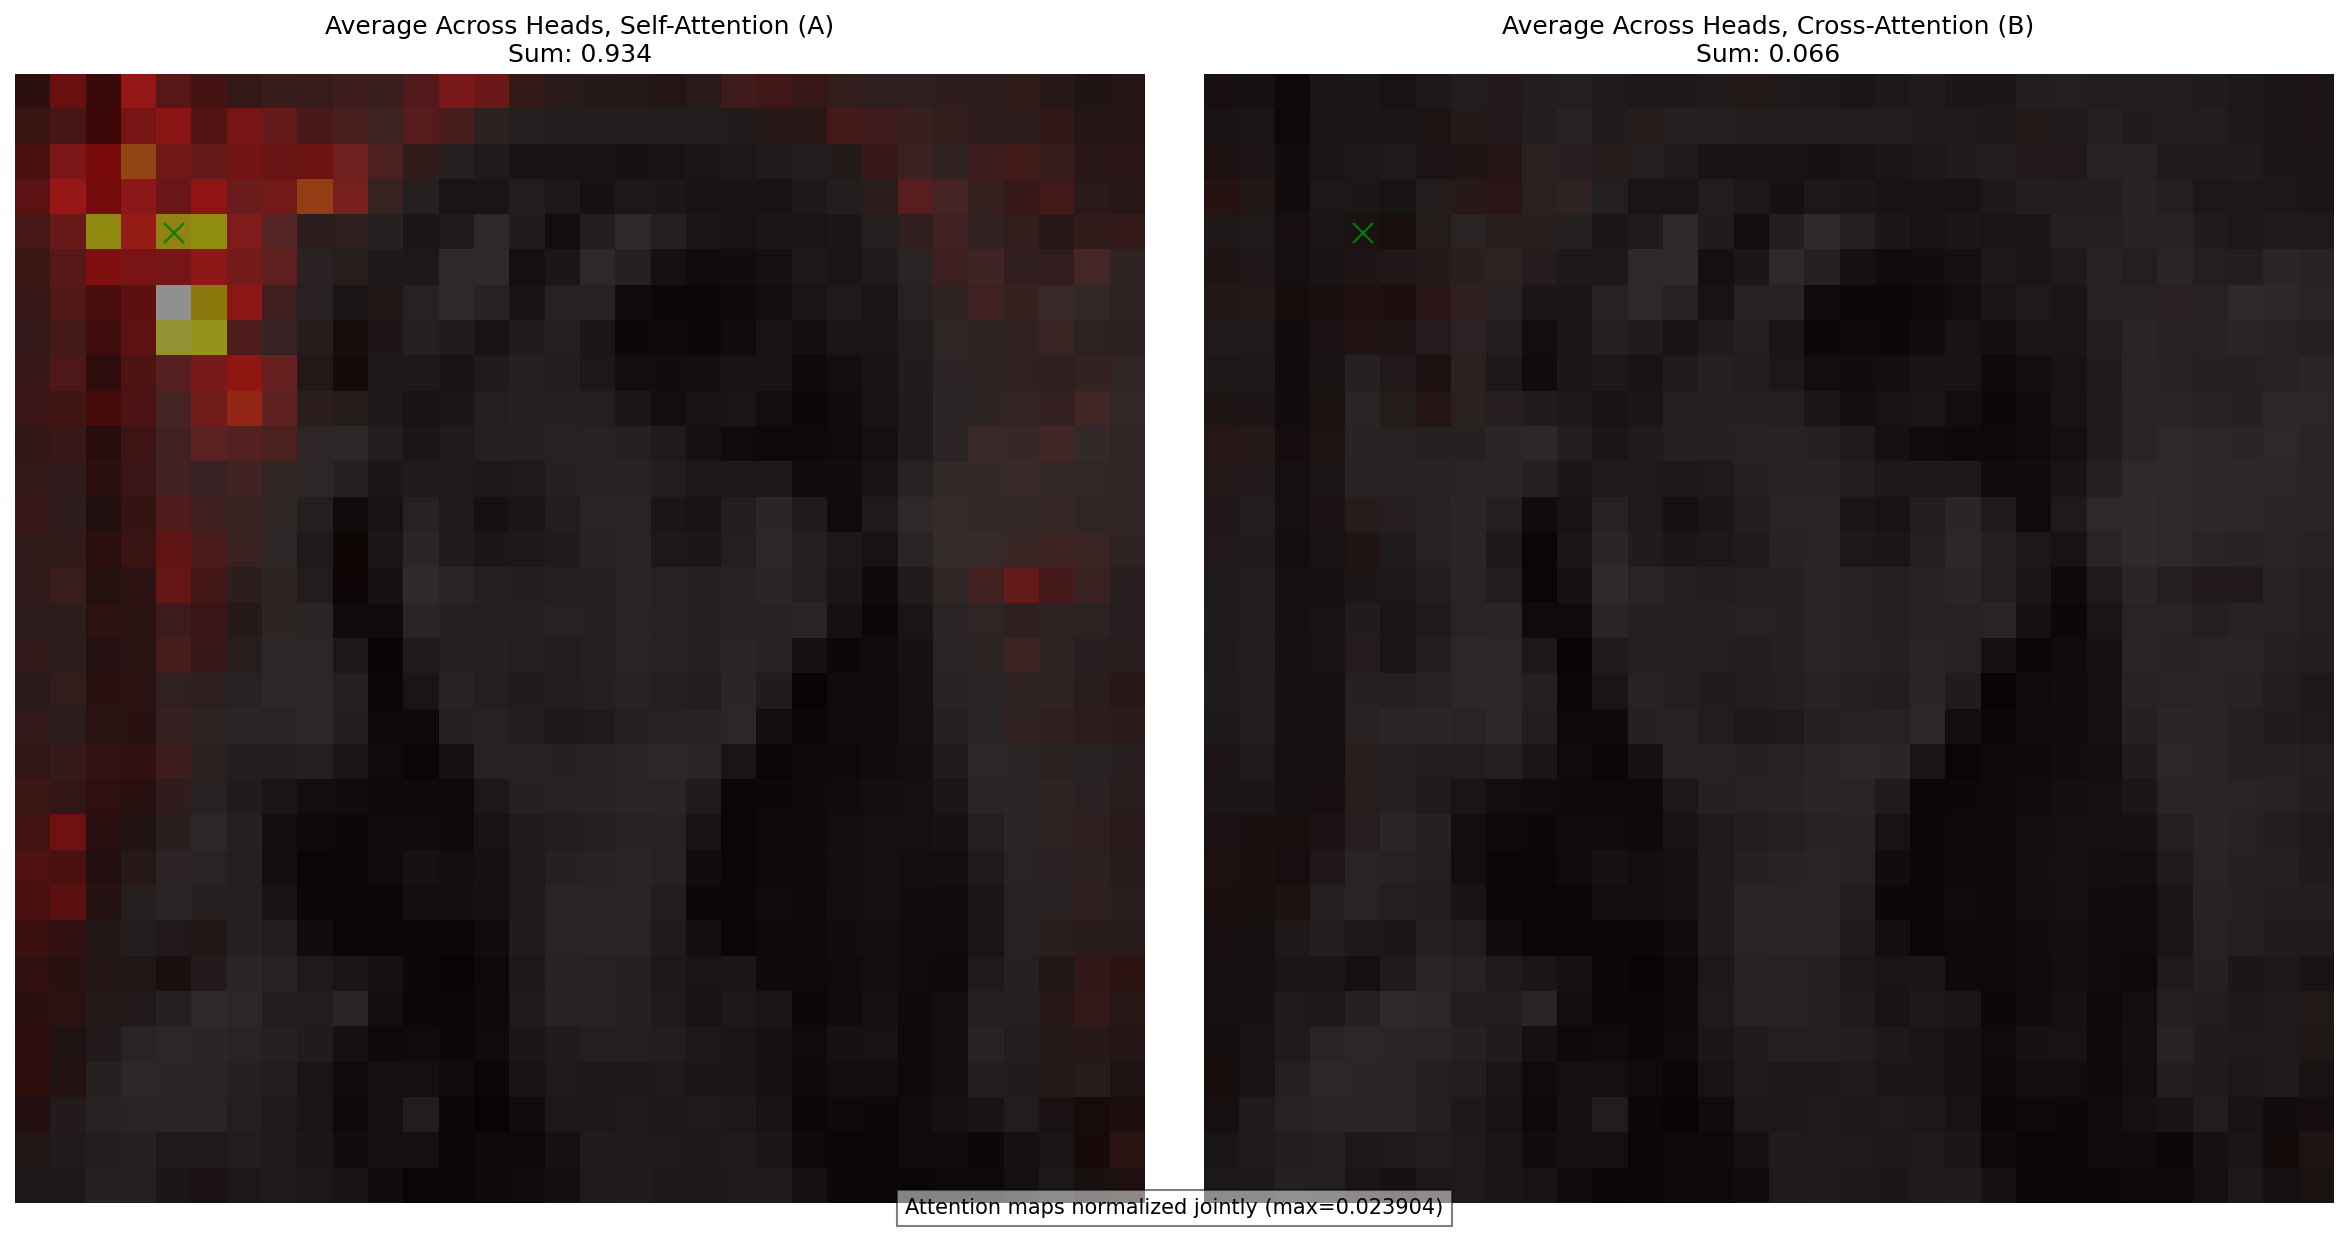 Average Across Heads, Self-Attention (A)
Sum: 0.934
Average Across Heads, Cross-Attention (B)
Sum: 0.066
Attention maps normalized jointly (max=0.023904)